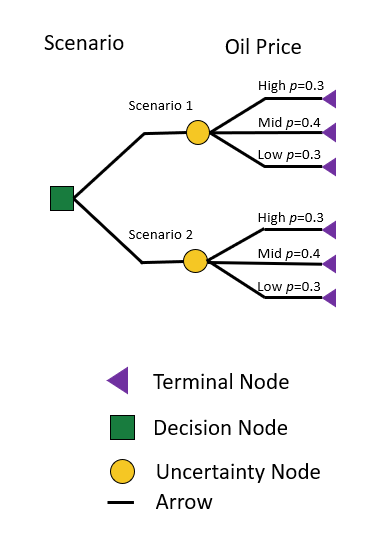 Scenario
Oil Price
Scenario 1
High p=0.3
Mid p=0.4
Low p=0.3
Scenario 2
High p=0.3
Mid p=0.4
Low p=0.3
Terminal Node
Decision Node
Uncertainty Node
Arrow